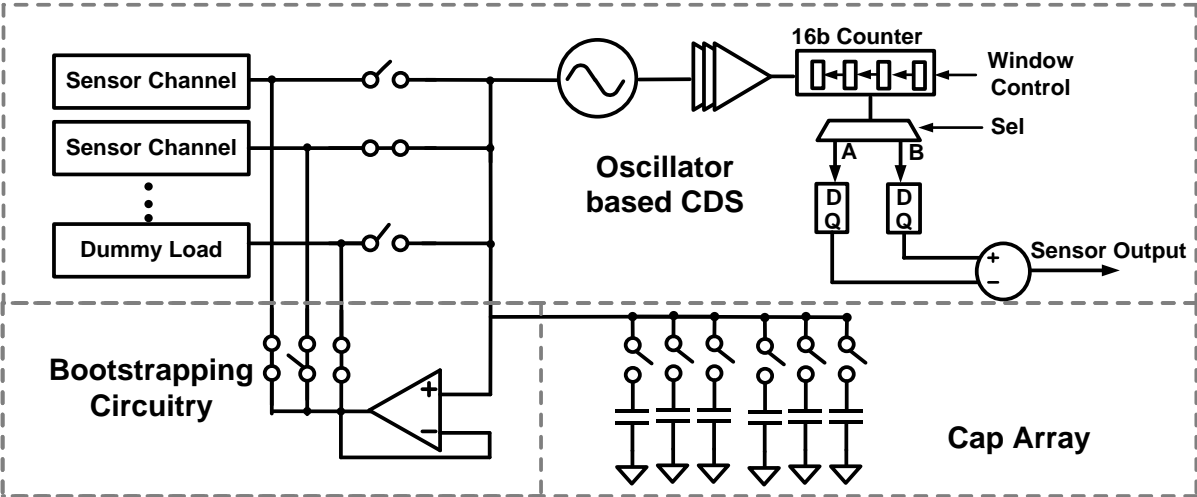 Sensor Channel
Sensor Channel
Dummy Load
Oscillator
based CDS
16b Counter
Window
Control
Sel
A
B
D
Q
D
Q
+
−
Sensor Output
Bootstrapping
Circuitry
+
−
Cap Array